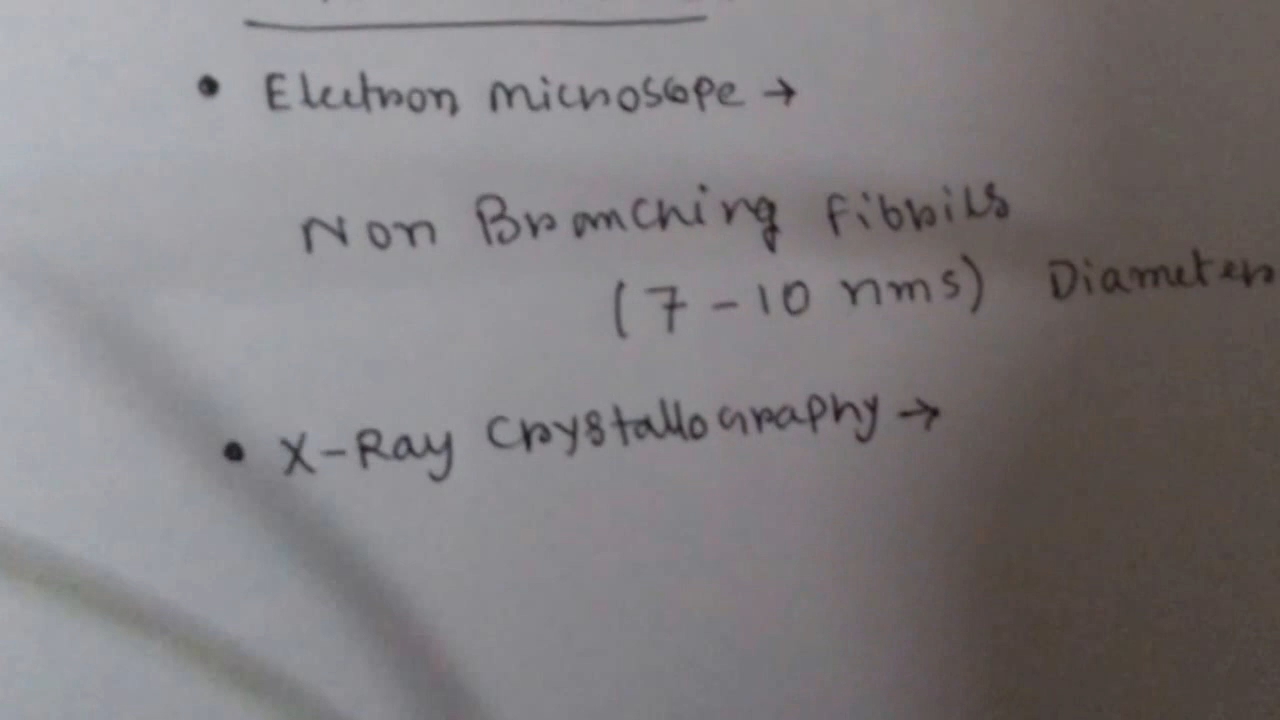 • Electron microscope →
Non Branching Fibrils
(7-10 nms) Diameter
• X-Ray Crystallography →